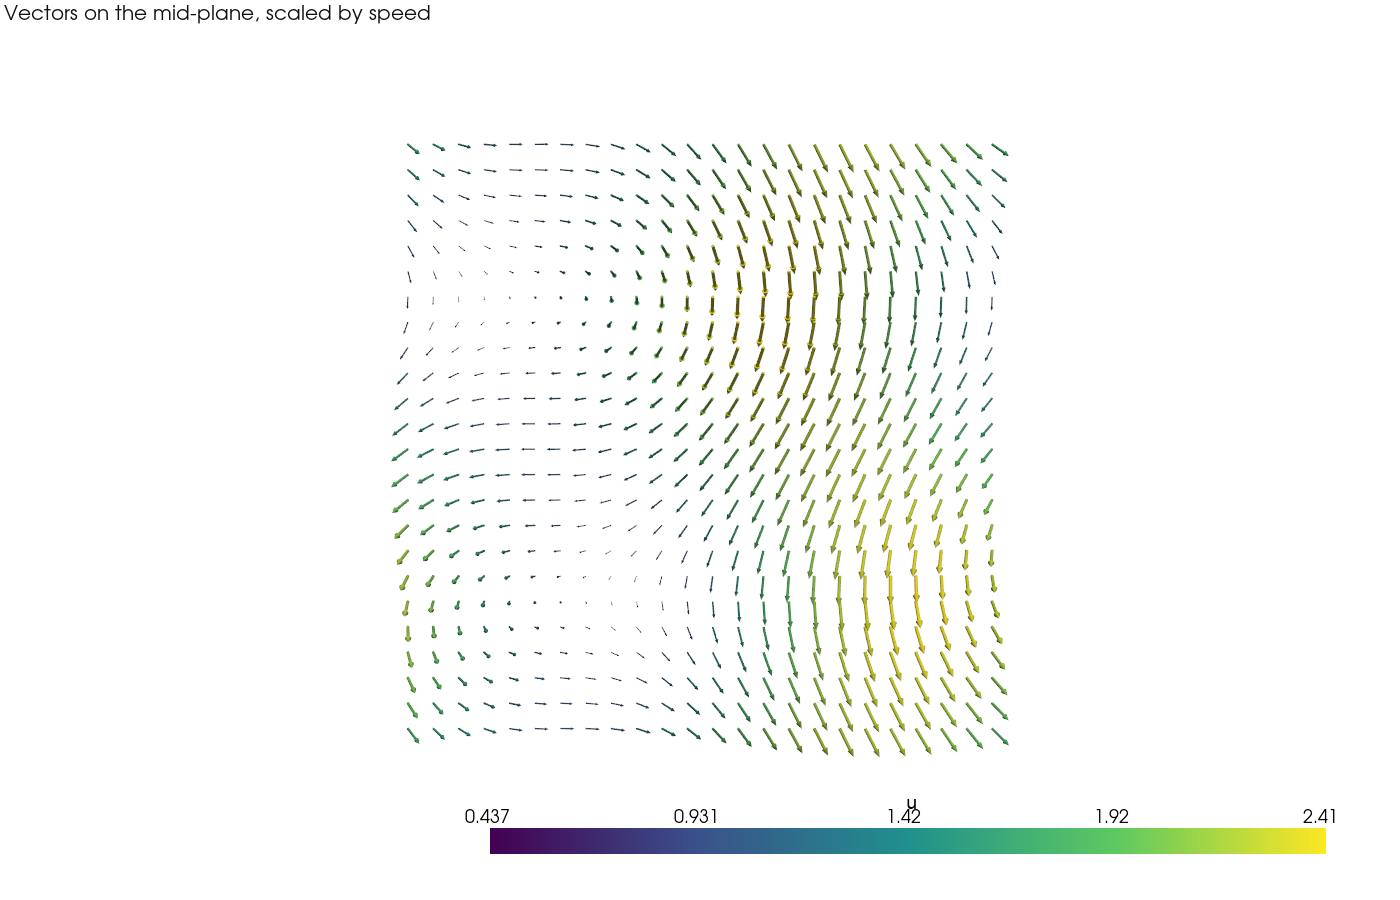 Vectors on the mid-plane, scaled by speed
u
0.437 0.931 1.42 1.92 2.41